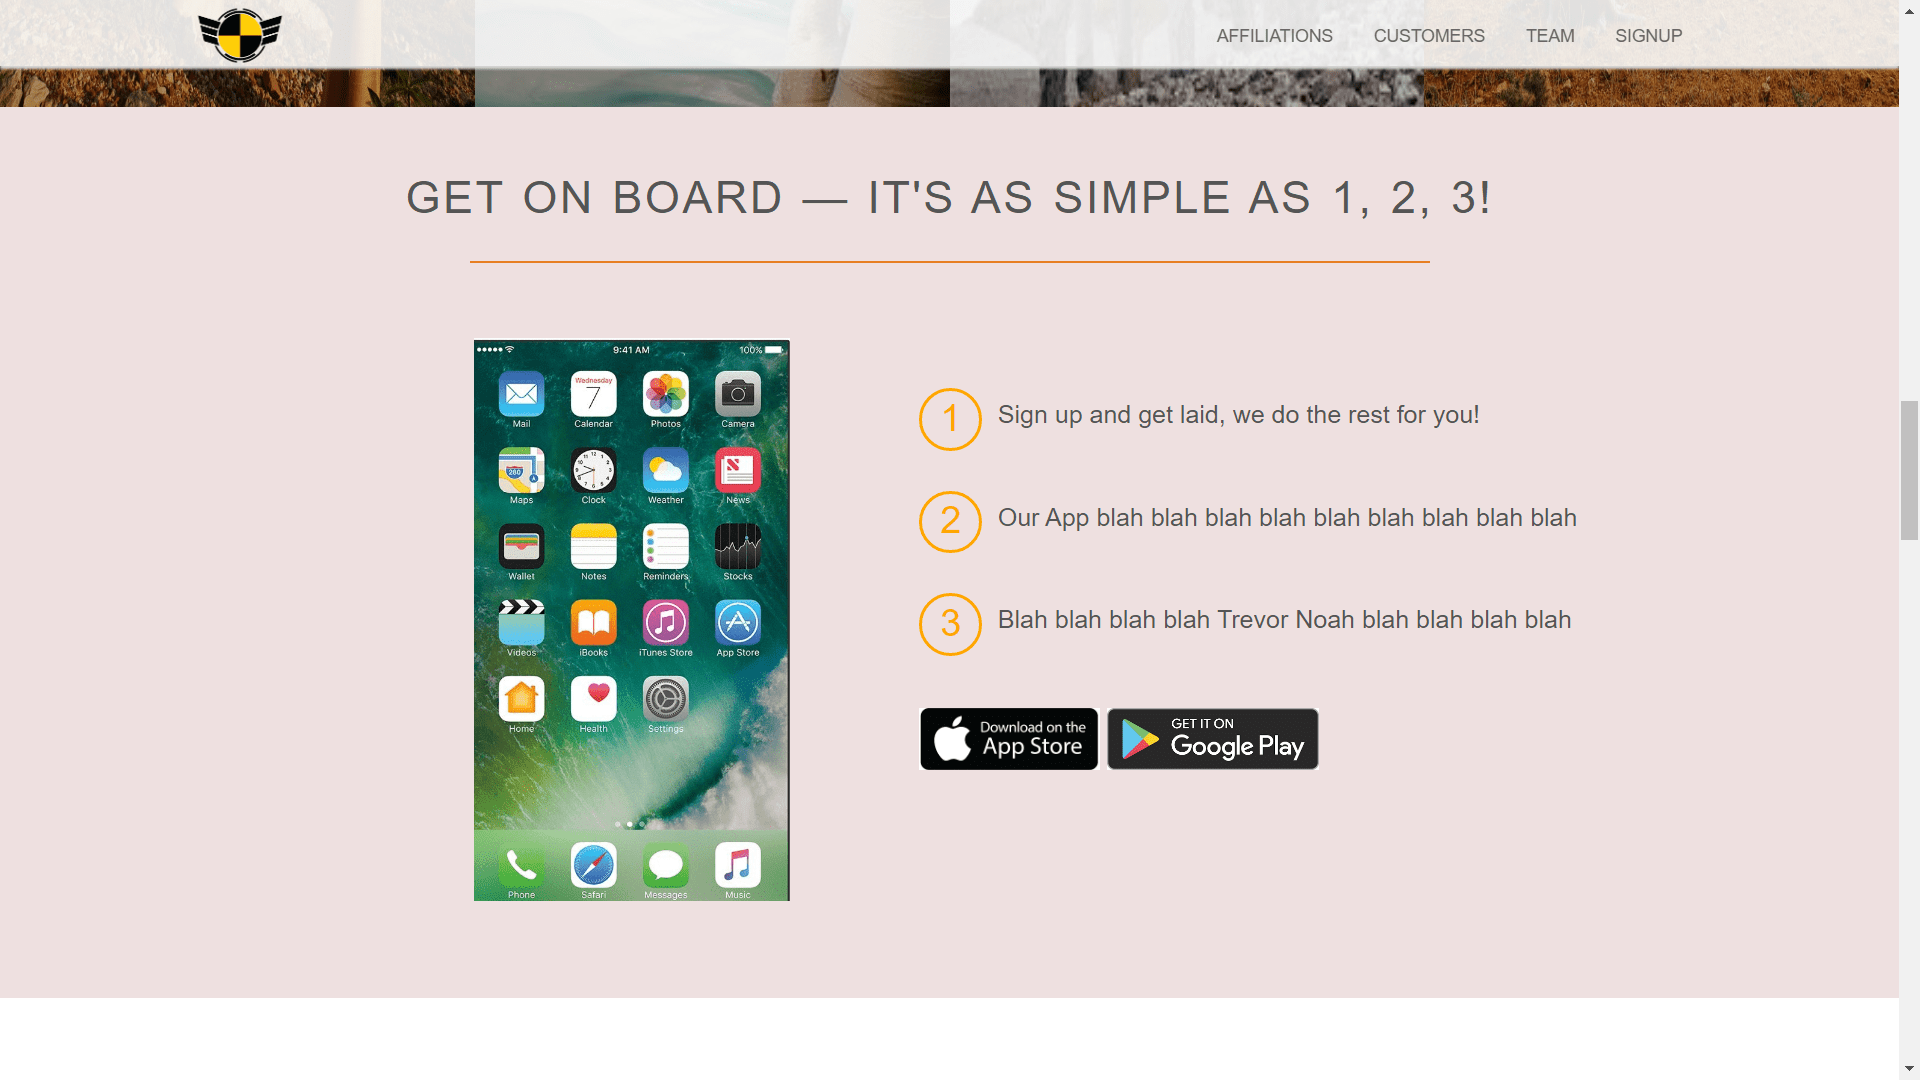 AFFILIATIONS CUSTOMERS TEAM SIGNUP
GET ON BOARD — IT'S AS SIMPLE AS 1, 2, 3!
9:41 AM 100%
Wednesday
7
Mail Calendar Photos Camera
12
280
Maps Clock Weather News
Wallet Notes Reminders Stocks
Videos iBooks iTunes Store App Store
Home Health Settings
Phone Safari Messages Music
1 Sign up and get laid, we do the rest for you!
2 Our App blah blah blah blah blah blah blah blah blah
3 Blah blah blah blah Trevor Noah blah blah blah blah
Download on the
App Store
GET IT ON
Google Play